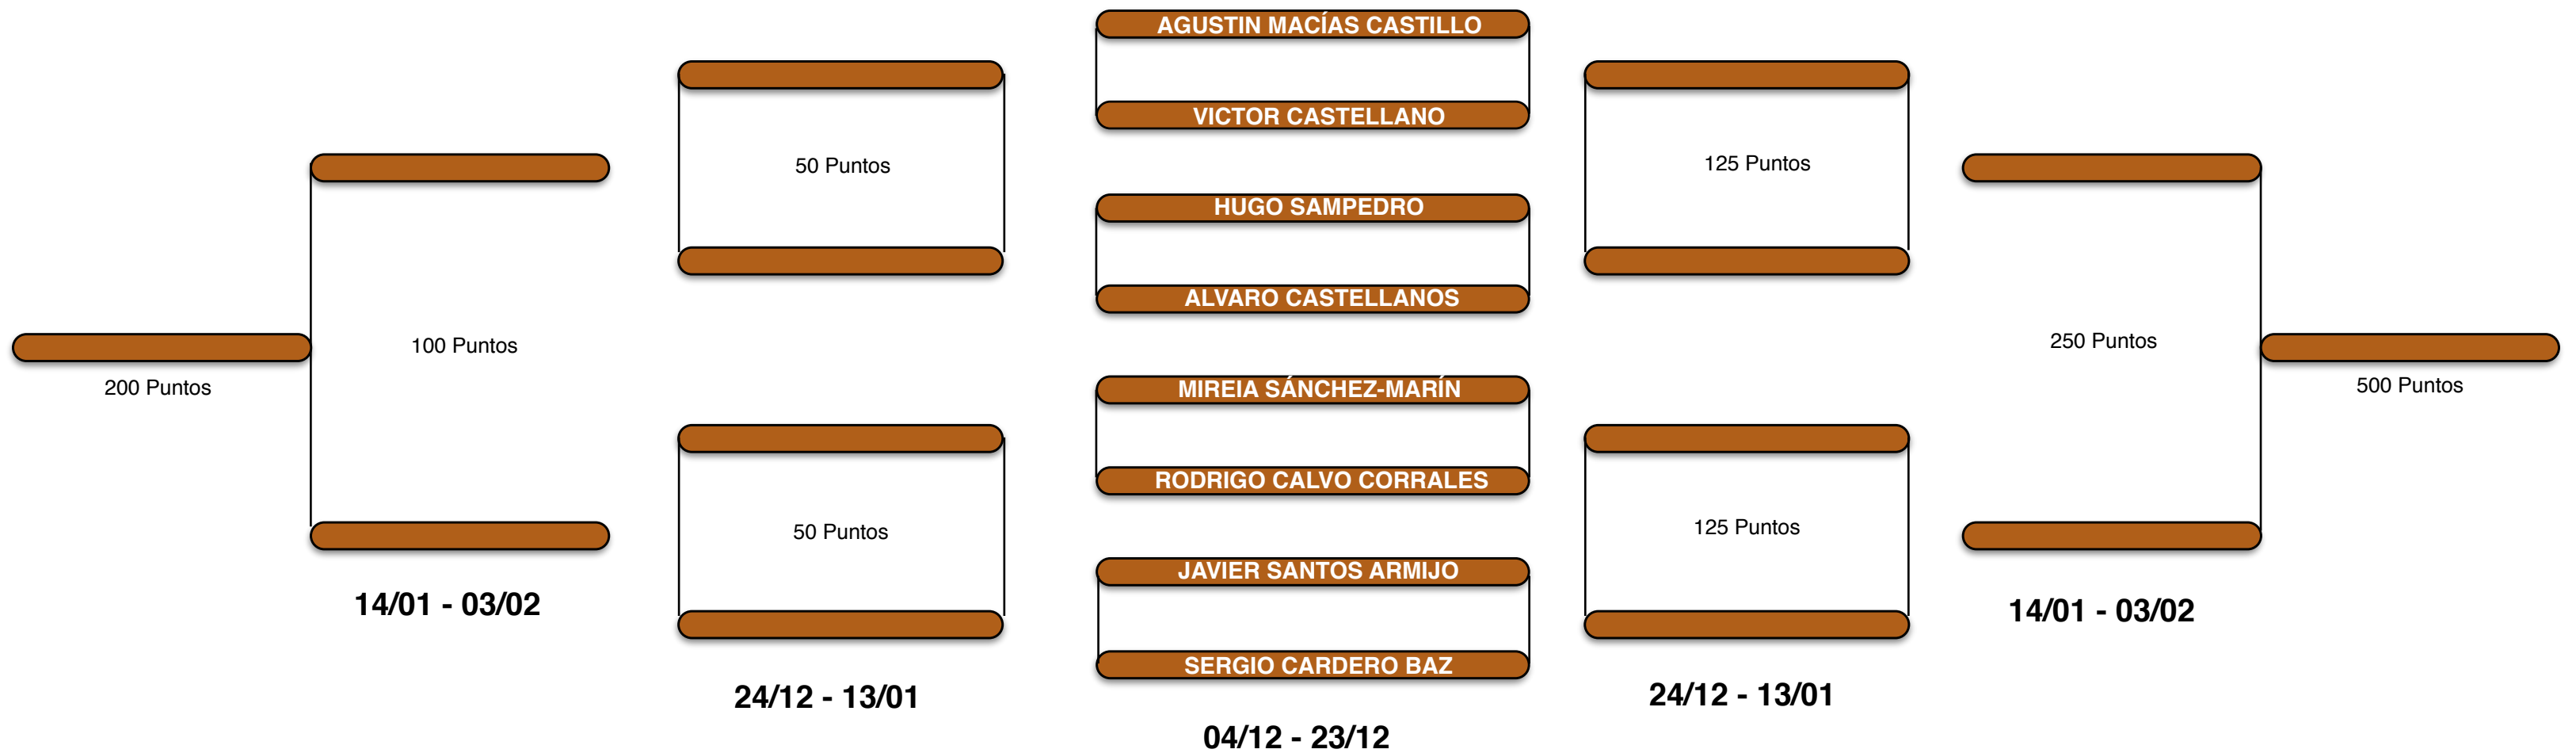 AGUSTIN MACÍAS CASTILLO
VICTOR CASTELLANO
50 Puntos
125 Puntos
HUGO SAMPEDRO
ALVARO CASTELLANOS
100 Puntos
250 Puntos
200 Puntos
500 Puntos
MIREIA SÁNCHEZ-MARÍN
RODRIGO CALVO CORRALES
50 Puntos
125 Puntos
JAVIER SANTOS ARMIJO
14/01 - 03/02
14/01 - 03/02
SERGIO CARDERO BAZ
24/12 - 13/01
24/12 - 13/01
04/12 - 23/12